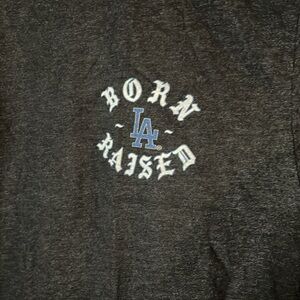 BORN
~ LA ~
RAISED